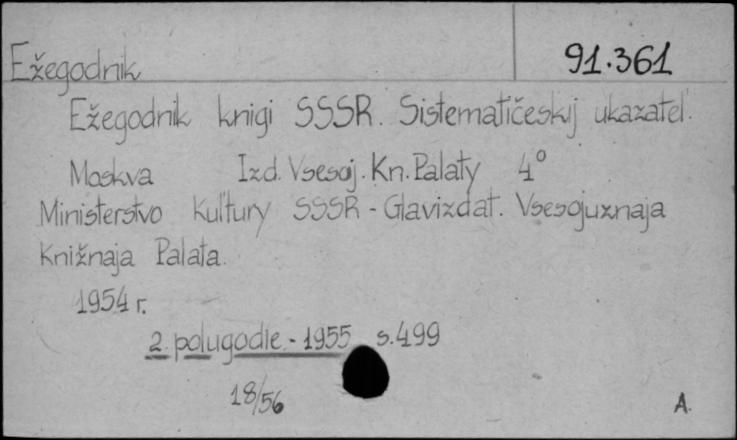 Ežegodnik 91.361
Ežegodnik knigi SSSR. Sistematičeskij ukazatel'.
Moskva Izd. Vsesoj. Kn. Palaty 4°
Ministerstvo Kul'tury SSSR - Glavizdat. Vsesojuznaja
Knižnaja Palata.
1954 r.
2. polugodie. - 1955 s. 499
18/56
A.